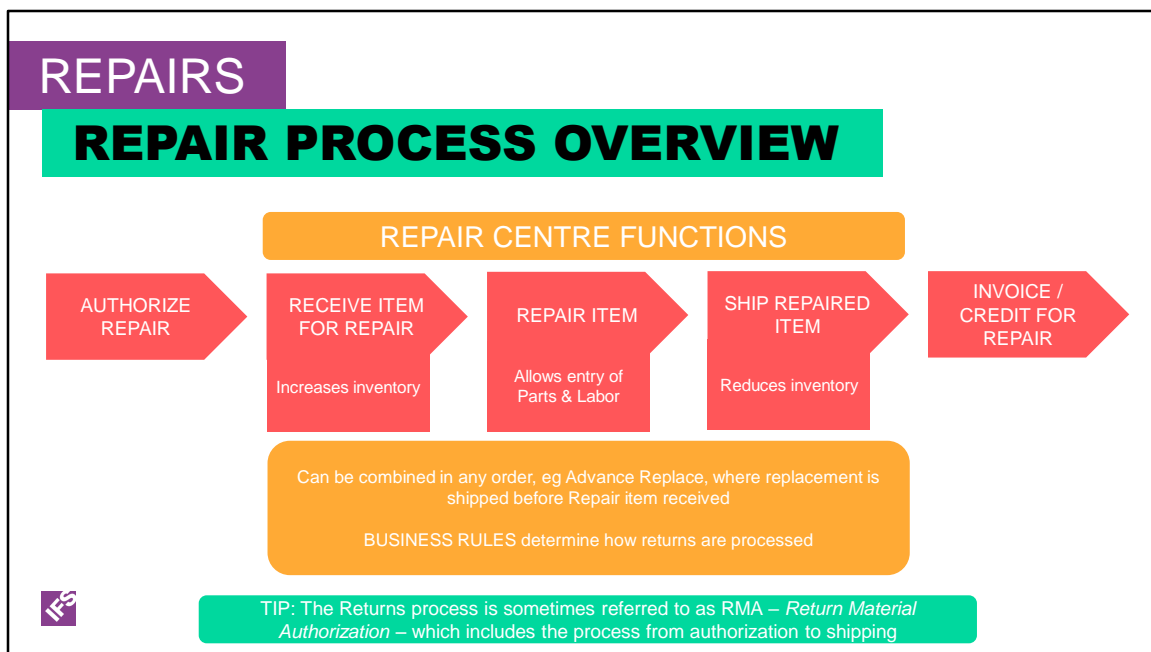 REPAIRS
REPAIR PROCESS OVERVIEW
REPAIR CENTRE FUNCTIONS
AUTHORIZE
REPAIR
RECEIVE ITEM
FOR REPAIR
Increases inventory
REPAIR ITEM
Allows entry of
Parts & Labor
SHIP REPAIRED
ITEM
Reduces inventory
INVOICE /
CREDIT FOR
REPAIR
Can be combined in any order, eg Advance Replace, where replacement is
shipped before Repair item received
BUSINESS RULES determine how returns are processed
IFS
TIP: The Returns process is sometimes referred to as RMA – Return Material
Authorization – which includes the process from authorization to shipping